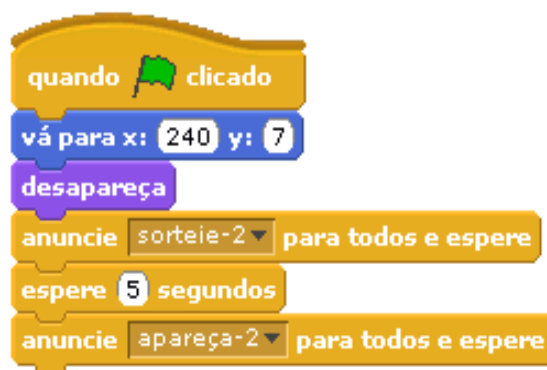 quando clicado
vá para x: 240 y: 7
desapareça
anuncie sorteie-2 para todos e espere
espere 5 segundos
anuncie apareça-2 para todos e espere